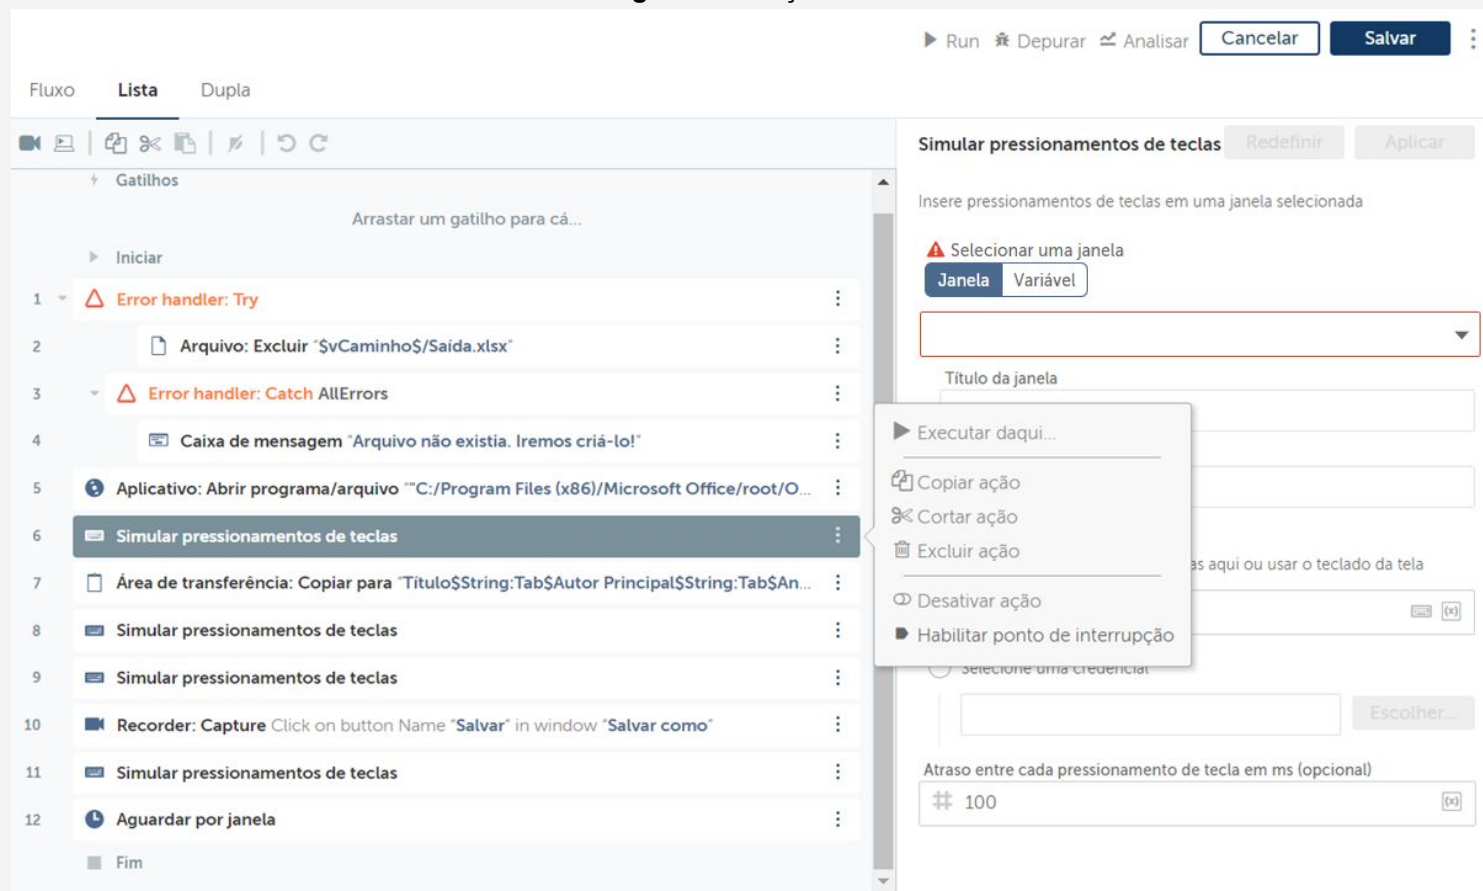 Run Depurar Analisar Cancelar Salvar
Fluxo Lista Dupla
Gatilhos
Arrastar um gatilho para cá...
Iniciar
1 Error handler: Try
2 Arquivo: Excluir "$vCaminho$/Saída.xlsx"
3 Error handler: Catch AllErrors
4 Caixa de mensagem "Arquivo não existia. Iremos criá-lo!"
5 Aplicativo: Abrir programa/arquivo ""C:/Program Files (x86)/Microsoft Office/root/O...
6 Simular pressionamentos de teclas
7 Área de transferência: Copiar para "Título$String:Tab$Autor Principal$String:Tab$An...
8 Simular pressionamentos de teclas
9 Simular pressionamentos de teclas
10 Recorder: Capture Click on button Name "Salvar" in window "Salvar como"
11 Simular pressionamentos de teclas
12 Aguardar por janela
Fim
Executar daqui...
Copiar ação
Cortar ação
Excluir ação
Desativar ação
Habilitar ponto de interrupção
Simular pressionamentos de teclas Redefinir Aplicar
Insere pressionamentos de teclas em uma janela selecionada
Selecionar uma janela
Janela Variável
Título da janela
aqui ou usar o teclado da tela
(x)
Selecione uma credencial
Escolher...
Atraso entre cada pressionamento de tecla em ms (opcional)
# 100 (x)